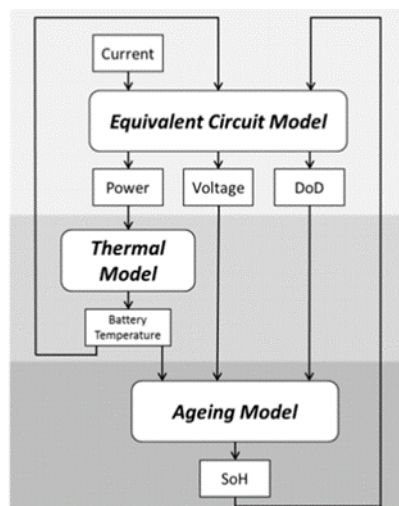 Current
Equivalent Circuit Model
Power
Voltage
DoD
Thermal
Model
Battery
Temperature
Ageing Model
SoH